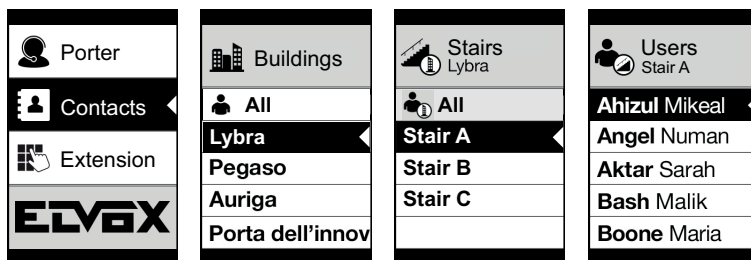 Porter
Contacts
Extension
ELVOX
Buildings
All
Lybra
Pegaso
Auriga
Porta dell'innov
Stairs
Lybra
All
Stair A
Stair B
Stair C
Users
Stair A
Ahizul Mikeal
Angel Numan
Aktar Sarah
Bash Malik
Boone Maria